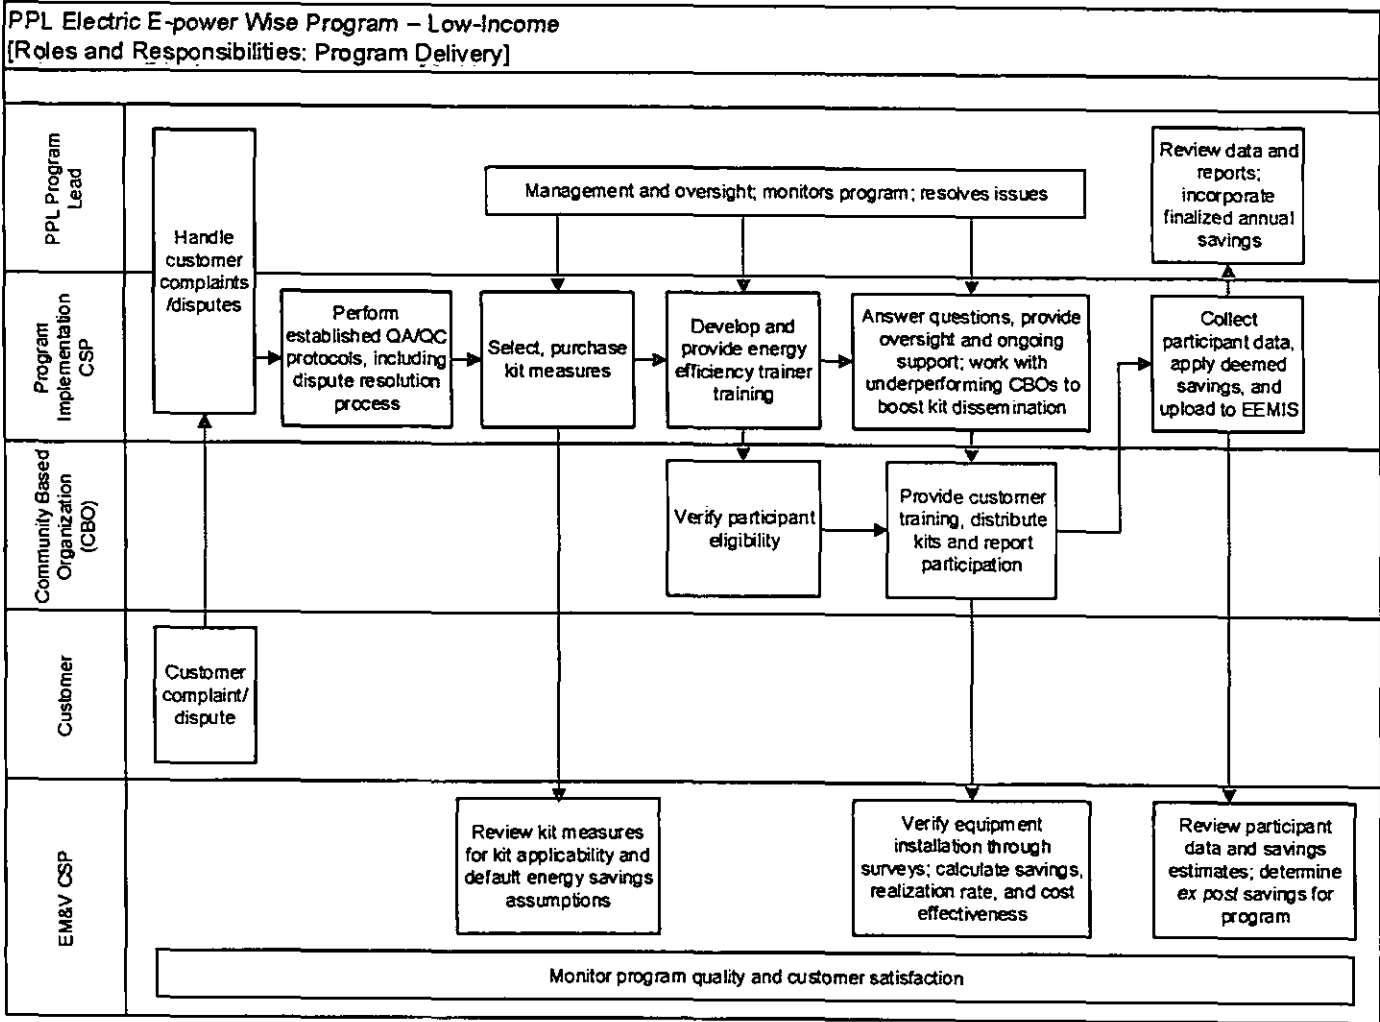 PPL Electric E-power Wise Program – Low-Income
[Roles and Responsibilities: Program Delivery]
PPL Program
Lead
Handle
customer
complaints
/disputes
Management and oversight; monitors program; resolves issues
Review data and
reports;
incorporate
finalized annual
savings
Program
Implementation
CSP
Perform
established QA/QC
protocols, including
dispute resolution
process
Select, purchase
kit measures
Develop and
provide energy
efficiency trainer
training
Answer questions, provide
oversight and ongoing
support; work with
underperforming CBOs to
boost kit dissemination
Collect
participant data,
apply deemed
savings, and
upload to EEMIS
Community Based
Organization
(CBO)
Verify participant
eligibility
Provide customer
training, distribute
kits and report
participation
Customer
Customer
complaint/
dispute
EM&V CSP
Review kit measures
for kit applicability and
default energy savings
assumptions
Verify equipment
installation through
surveys; calculate savings,
realization rate, and cost
effectiveness
Review participant
data and savings
estimates; determine
ex post savings for
program
Monitor program quality and customer satisfaction